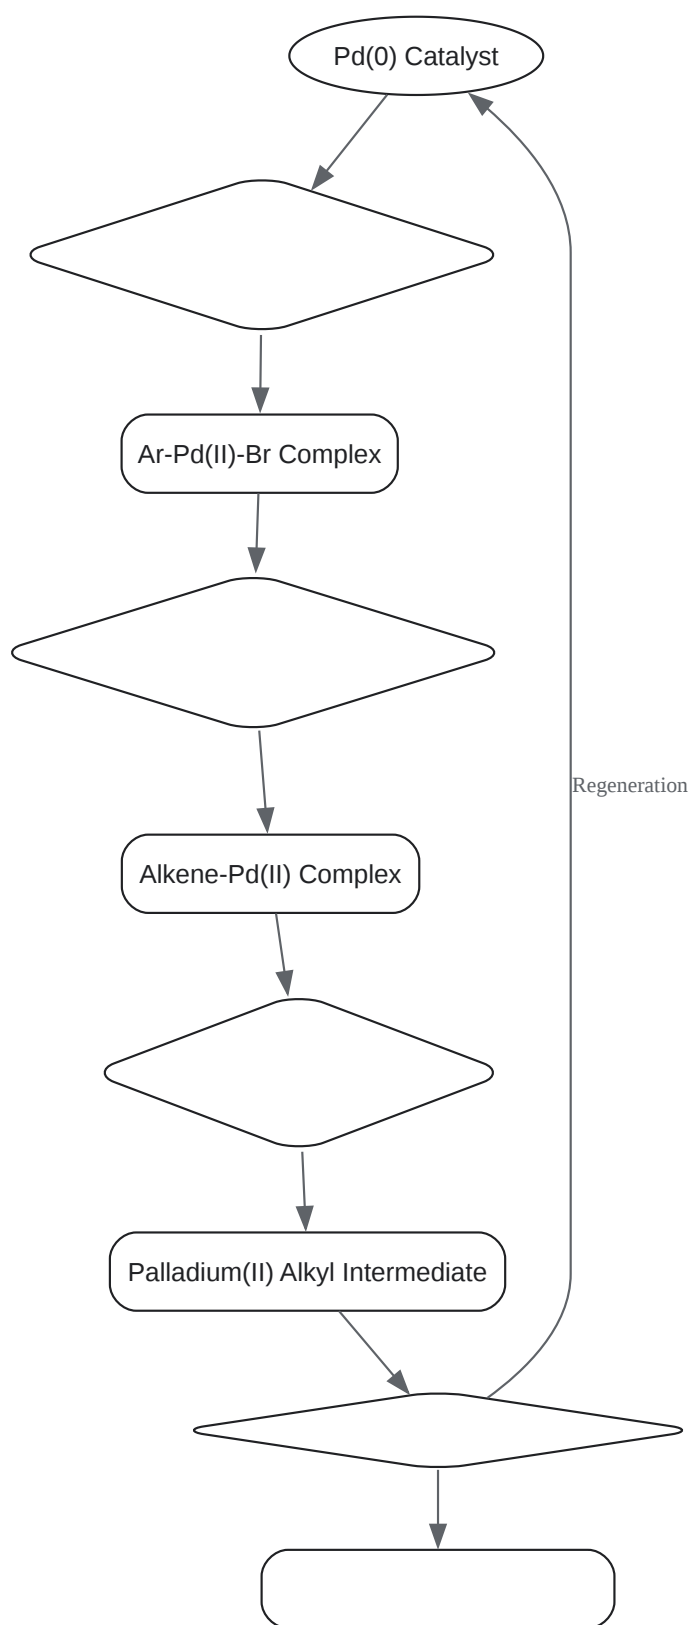 Pd(0) Catalyst
Ar-Pd(II)-Br Complex
Regeneration
Alkene-Pd(II) Complex
Palladium(II) Alkyl Intermediate